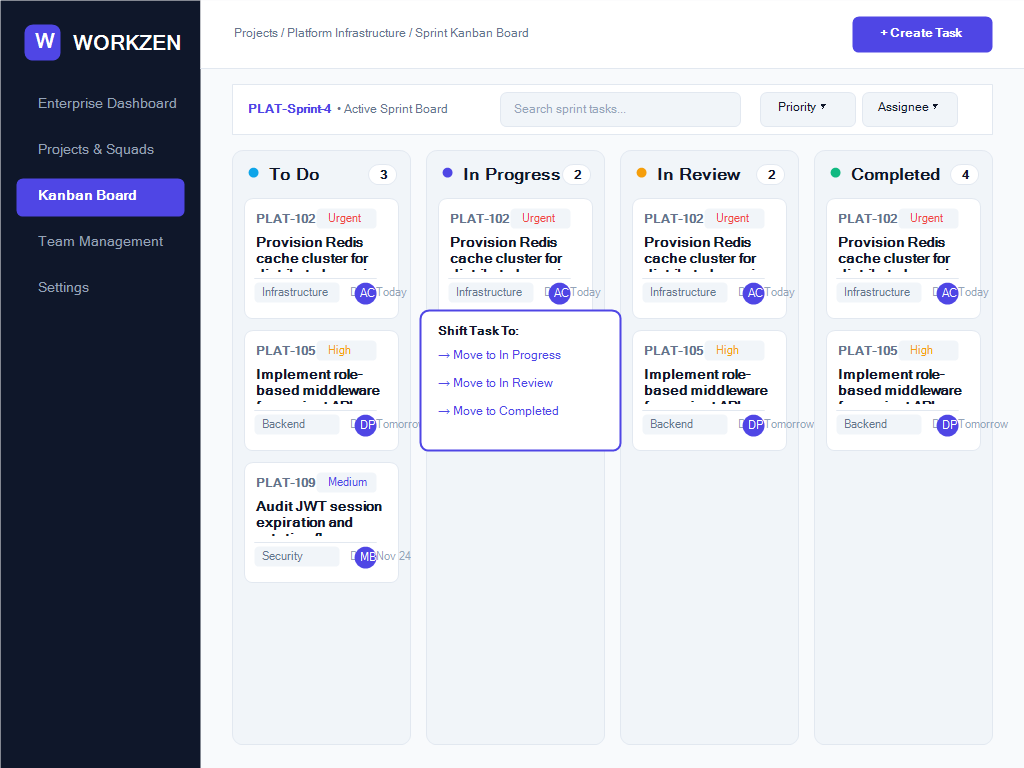 W WORKZEN
Enterprise Dashboard
Projects & Squads
Kanban Board
Team Management
Settings
Projects / Platform Infrastructure / Sprint Kanban Board
+ Create Task
PLAT-Sprint-4 • Active Sprint Board
Search sprint tasks...
Priority ▾
Assignee ▾
To Do 3
PLAT-102 Urgent
Provision Redis
cache cluster for
Infrastructure AC Today
PLAT-105 High
Implement role-
based middleware
Backend DP Tomorrow
PLAT-109 Medium
Audit JWT session
expiration and
Security MB Nov 24
In Progress 2
PLAT-102 Urgent
Provision Redis
cache cluster for
Infrastructure AC Today
Shift Task To:
→ Move to In Progress
→ Move to In Review
→ Move to Completed
In Review 2
PLAT-102 Urgent
Provision Redis
cache cluster for
Infrastructure AC Today
PLAT-105 High
Implement role-
based middleware
Backend DP Tomorrow
Completed 4
PLAT-102 Urgent
Provision Redis
cache cluster for
Infrastructure AC Today
PLAT-105 High
Implement role-
based middleware
Backend DP Tomorrow